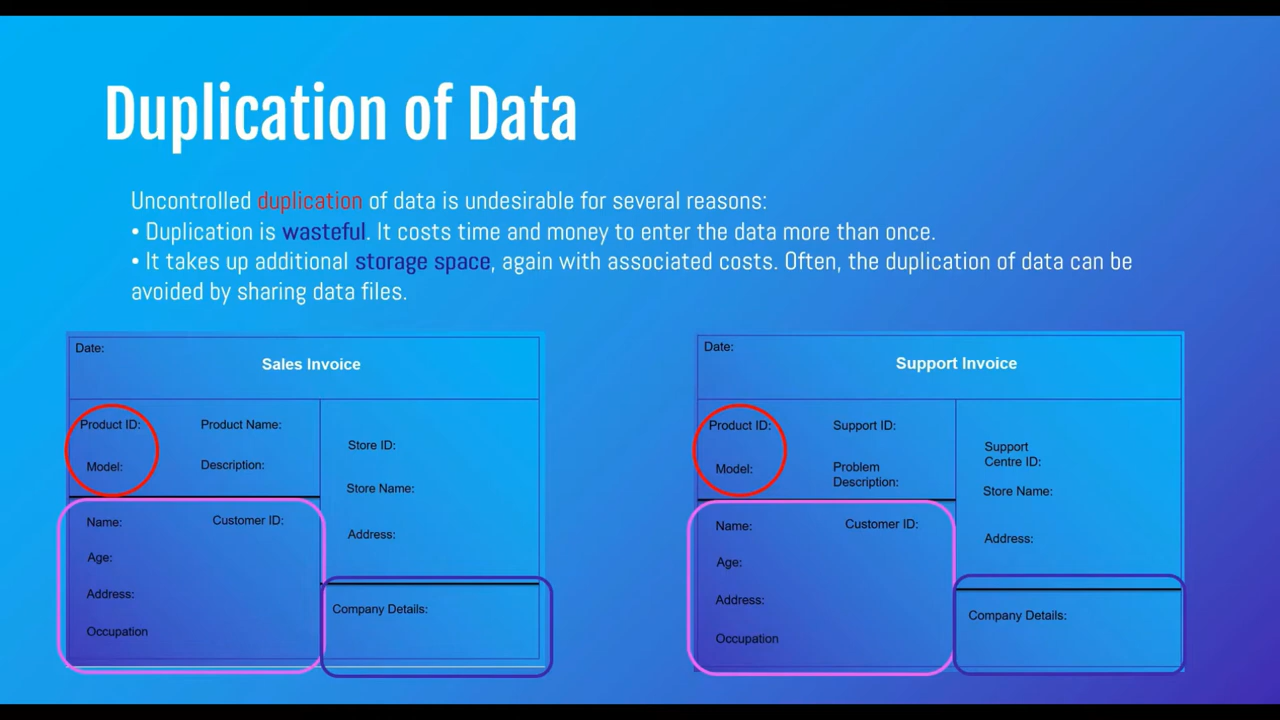 Duplication of Data
Uncontrolled duplication of data is undesirable for several reasons:
• Duplication is wasteful. It costs time and money to enter the data more than once.
• It takes up additional storage space, again with associated costs. Often, the duplication of data can be
avoided by sharing data files.
Date:
Sales Invoice
Product ID:
Product Name:
Model:
Description:
Store ID:
Store Name:
Address:
Name:
Customer ID:
Age:
Address:
Occupation
Company Details:
Date:
Support Invoice
Product ID:
Support ID:
Model:
Problem
Description:
Support
Centre ID:
Store Name:
Address:
Name:
Customer ID:
Age:
Address:
Occupation
Company Details: